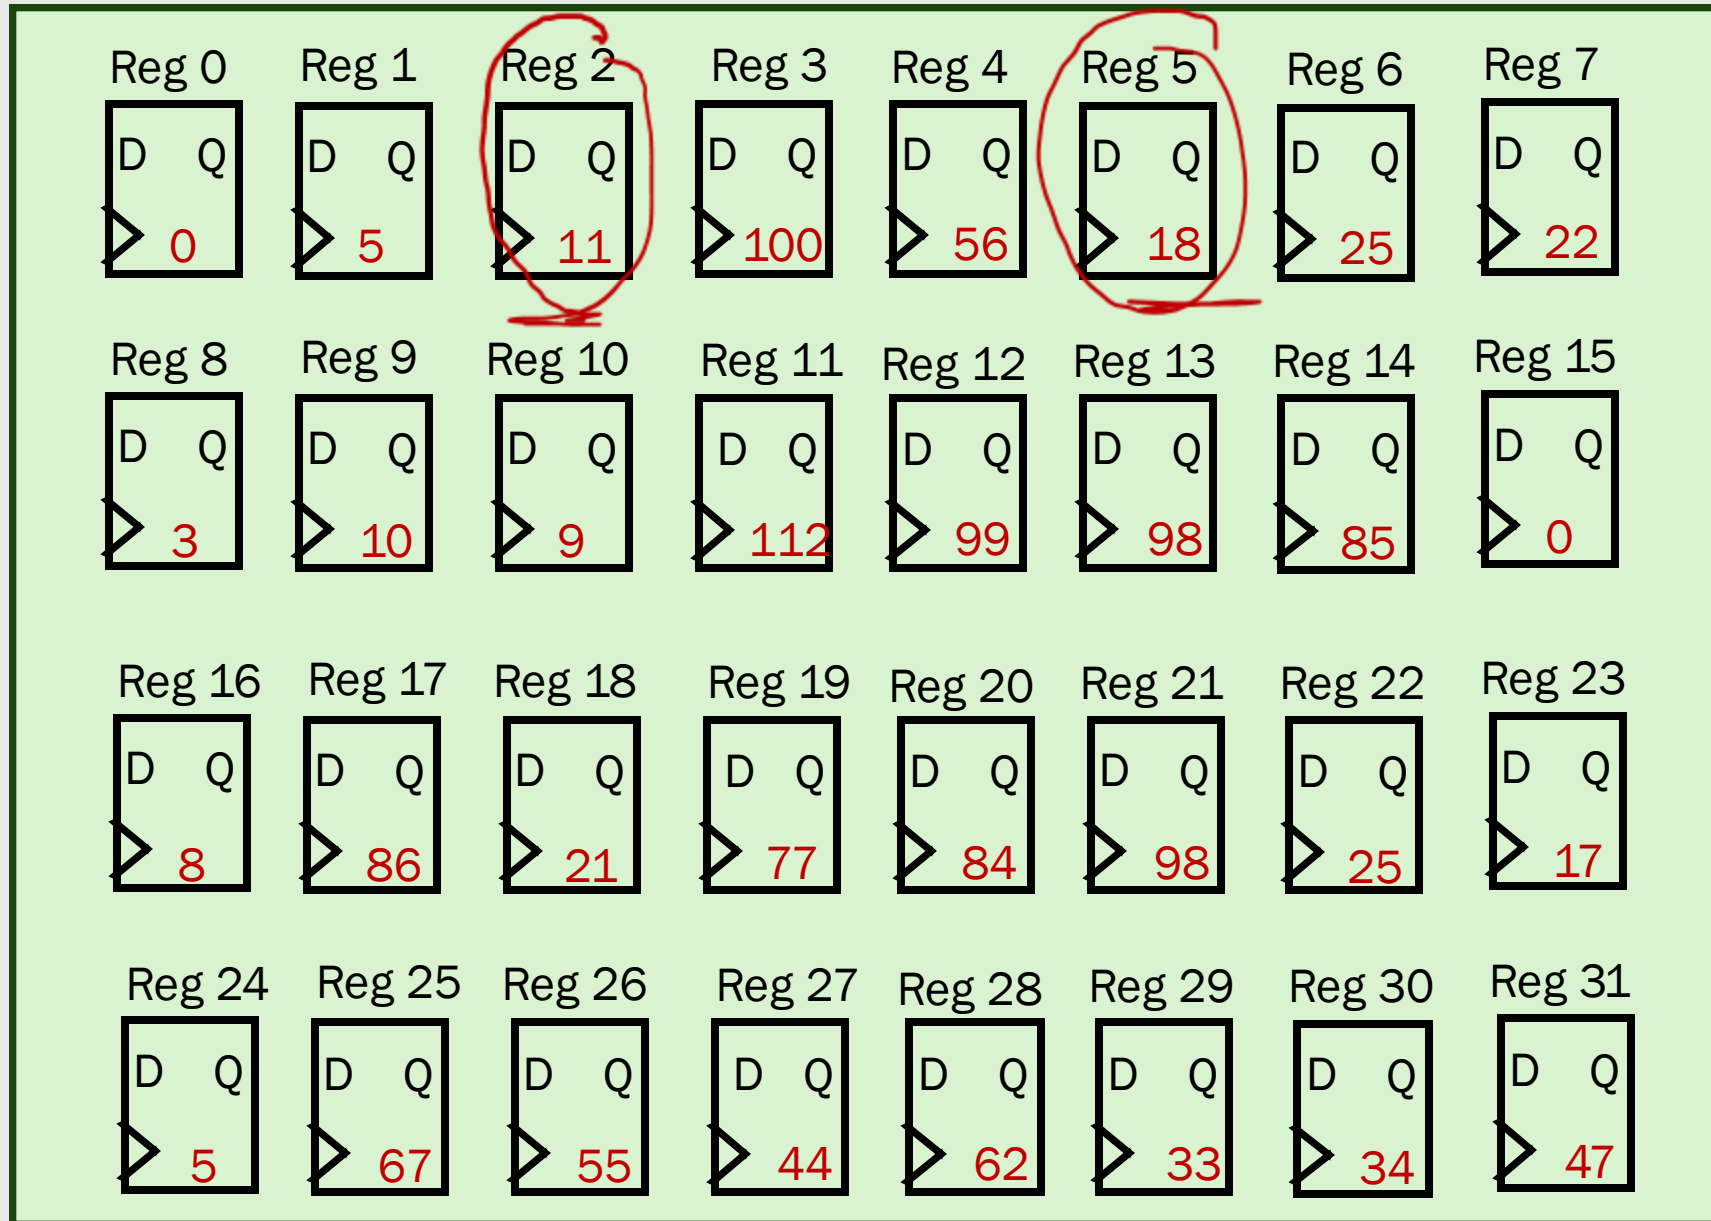 Reg 0 Reg 1 Reg 2 Reg 3 Reg 4 Reg 5 Reg 6 Reg 7
D Q D Q D Q D Q D Q D Q D Q D Q
0 5 11 100 56 18 25 22
Reg 8 Reg 9 Reg 10 Reg 11 Reg 12 Reg 13 Reg 14 Reg 15
D Q D Q D Q D Q D Q D Q D Q D Q
3 10 9 112 99 98 85 0
Reg 16 Reg 17 Reg 18 Reg 19 Reg 20 Reg 21 Reg 22 Reg 23
D Q D Q D Q D Q D Q D Q D Q D Q
8 86 21 77 84 98 25 17
Reg 24 Reg 25 Reg 26 Reg 27 Reg 28 Reg 29 Reg 30 Reg 31
D Q D Q D Q D Q D Q D Q D Q D Q
5 67 55 44 62 33 34 47